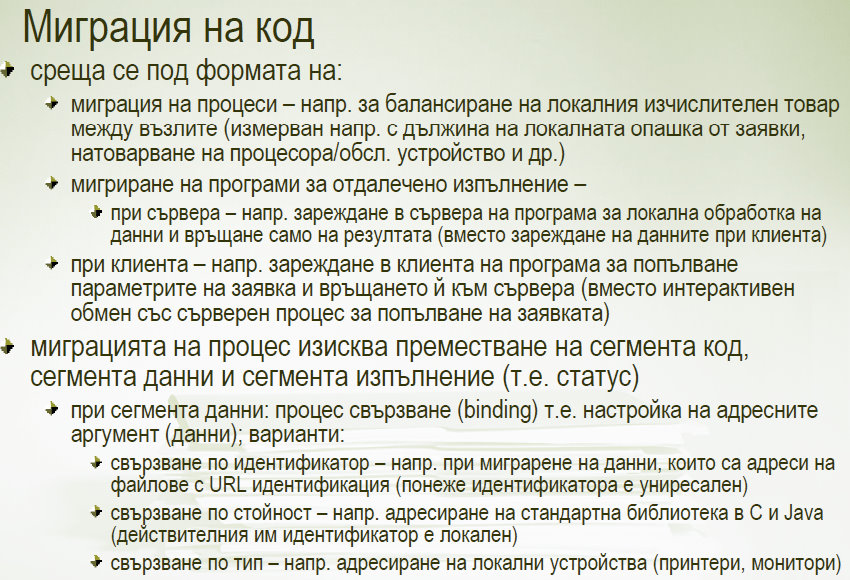 Миграция на код
среща се под формата на:
миграция на процеси – напр. за балансиране на локалния изчислителен товар
между възлите (измерван напр. с дължина на локалната опашка от заявки,
натоварване на процесора/обсл. устройство и др.)
мигриране на програми за отдалечено изпълнение –
при сървера – напр. зареждане в сървера на програма за локална обработка на
данни и връщане само на резултата (вместо зареждане на данните при клиента)
при клиента – напр. зареждане в клиента на програма за попълване
параметрите на заявка и връщането й към сървера (вместо интерактивен
обмен със сърверен процес за попълване на заявката)
миграцията на процес изисква преместване на сегмента код,
сегмента данни и сегмента изпълнение (т.е. статус)
при сегмента данни: процес свързване (binding) т.е. настройка на адресните
аргумент (данни); варианти:
свързване по идентификатор – напр. при миграрене на данни, които са адреси на
файлове с URL идентификация (понеже идентификатора е униресален)
свързване по стойност – напр. адресиране на стандартна библиотека в C и Java
(действителния им идентификатор е локален)
свързване по тип – напр. адресиране на локални устройства (принтери, монитори)